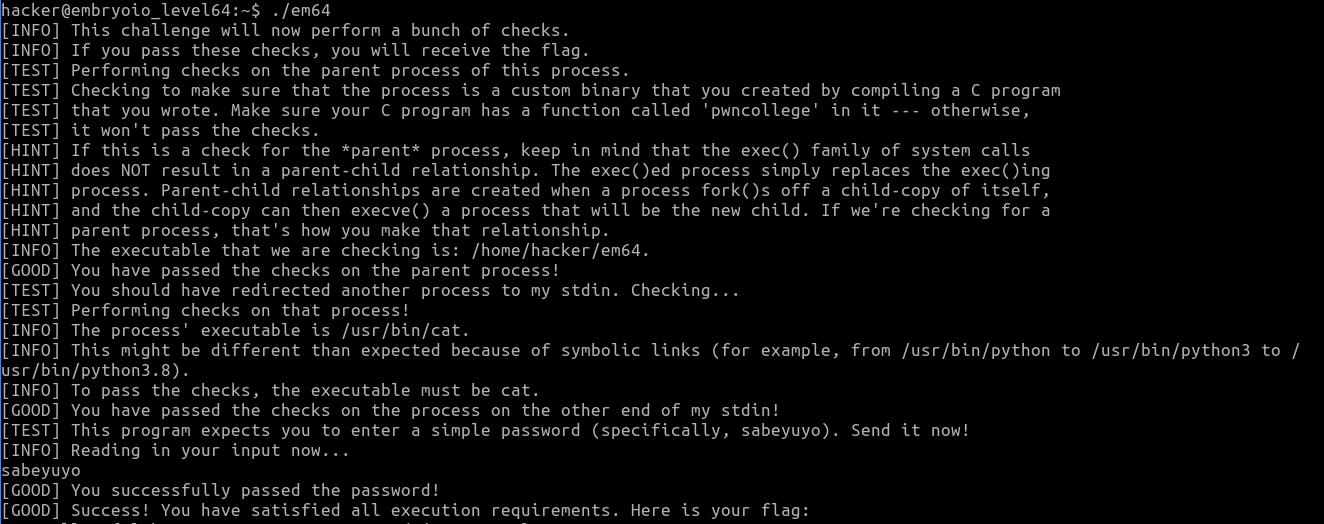 hacker@embryoio_level64:~$ ./em64
[INFO] This challenge will now perform a bunch of checks.
[INFO] If you pass these checks, you will receive the flag.
[TEST] Performing checks on the parent process of this process.
[TEST] Checking to make sure that the process is a custom binary that you created by compiling a C program
[TEST] that you wrote. Make sure your C program has a function called 'pwncollege' in it --- otherwise,
[TEST] it won't pass the checks.
[HINT] If this is a check for the *parent* process, keep in mind that the exec() family of system calls
[HINT] does NOT result in a parent-child relationship. The exec()ed process simply replaces the exec()ing
[HINT] process. Parent-child relationships are created when a process fork()s off a child-copy of itself,
[HINT] and the child-copy can then execve() a process that will be the new child. If we're checking for a
[HINT] parent process, that's how you make that relationship.
[INFO] The executable that we are checking is: /home/hacker/em64.
[GOOD] You have passed the checks on the parent process!
[TEST] You should have redirected another process to my stdin. Checking...
[TEST] Performing checks on that process!
[INFO] The process' executable is /usr/bin/cat.
[INFO] This might be different than expected because of symbolic links (for example, from /usr/bin/python to /usr/bin/python3 to /
usr/bin/python3.8).
[INFO] To pass the checks, the executable must be cat.
[GOOD] You have passed the checks on the process on the other end of my stdin!
[TEST] This program expects you to enter a simple password (specifically, sabeyuyo). Send it now!
[INFO] Reading in your input now...
sabeyuyo
[GOOD] You successfully passed the password!
[GOOD] Success! You have satisfied all execution requirements. Here is your flag: